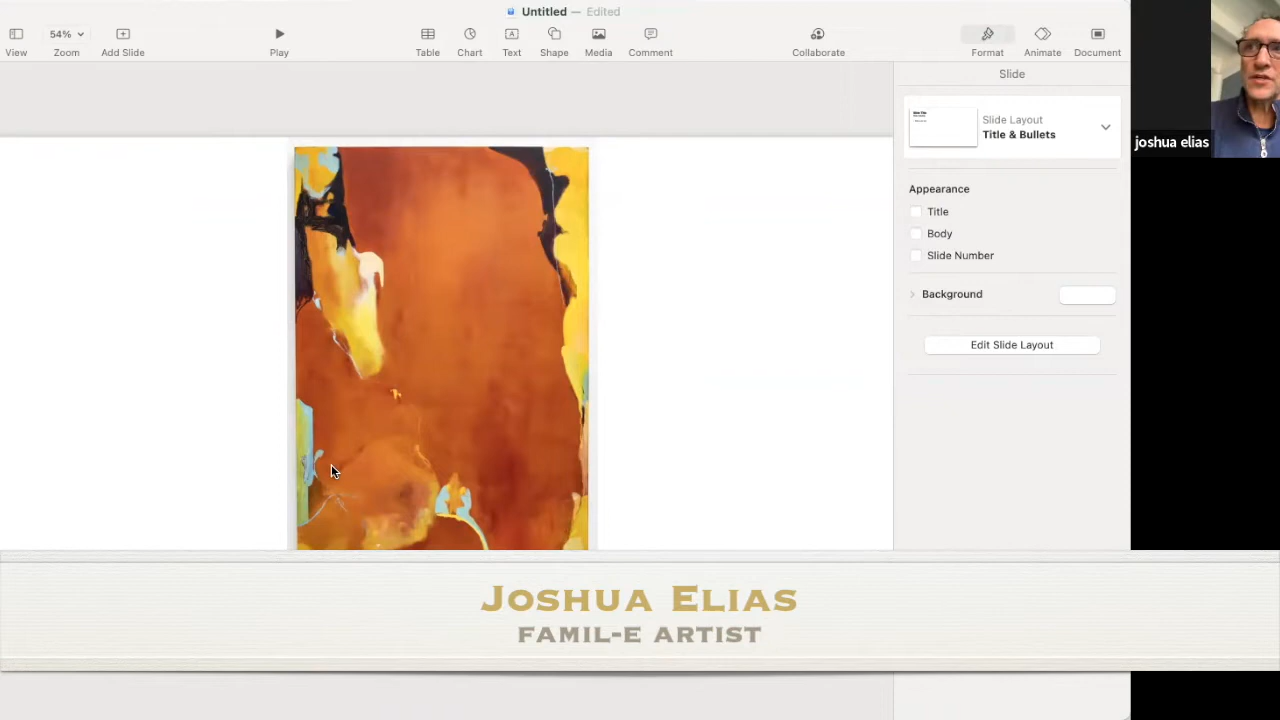 Untitled — Edited
54%
View
Zoom
Add Slide
Play
Table
Chart
Text
Shape
Media
Comment
Collaborate
Format
Animate
Document
Slide
Slide Layout
Title & Bullets
Appearance
Title
Body
Slide Number
Background
Edit Slide Layout
joshua elias
Joshua Elias
FAMIL-E ARTIST